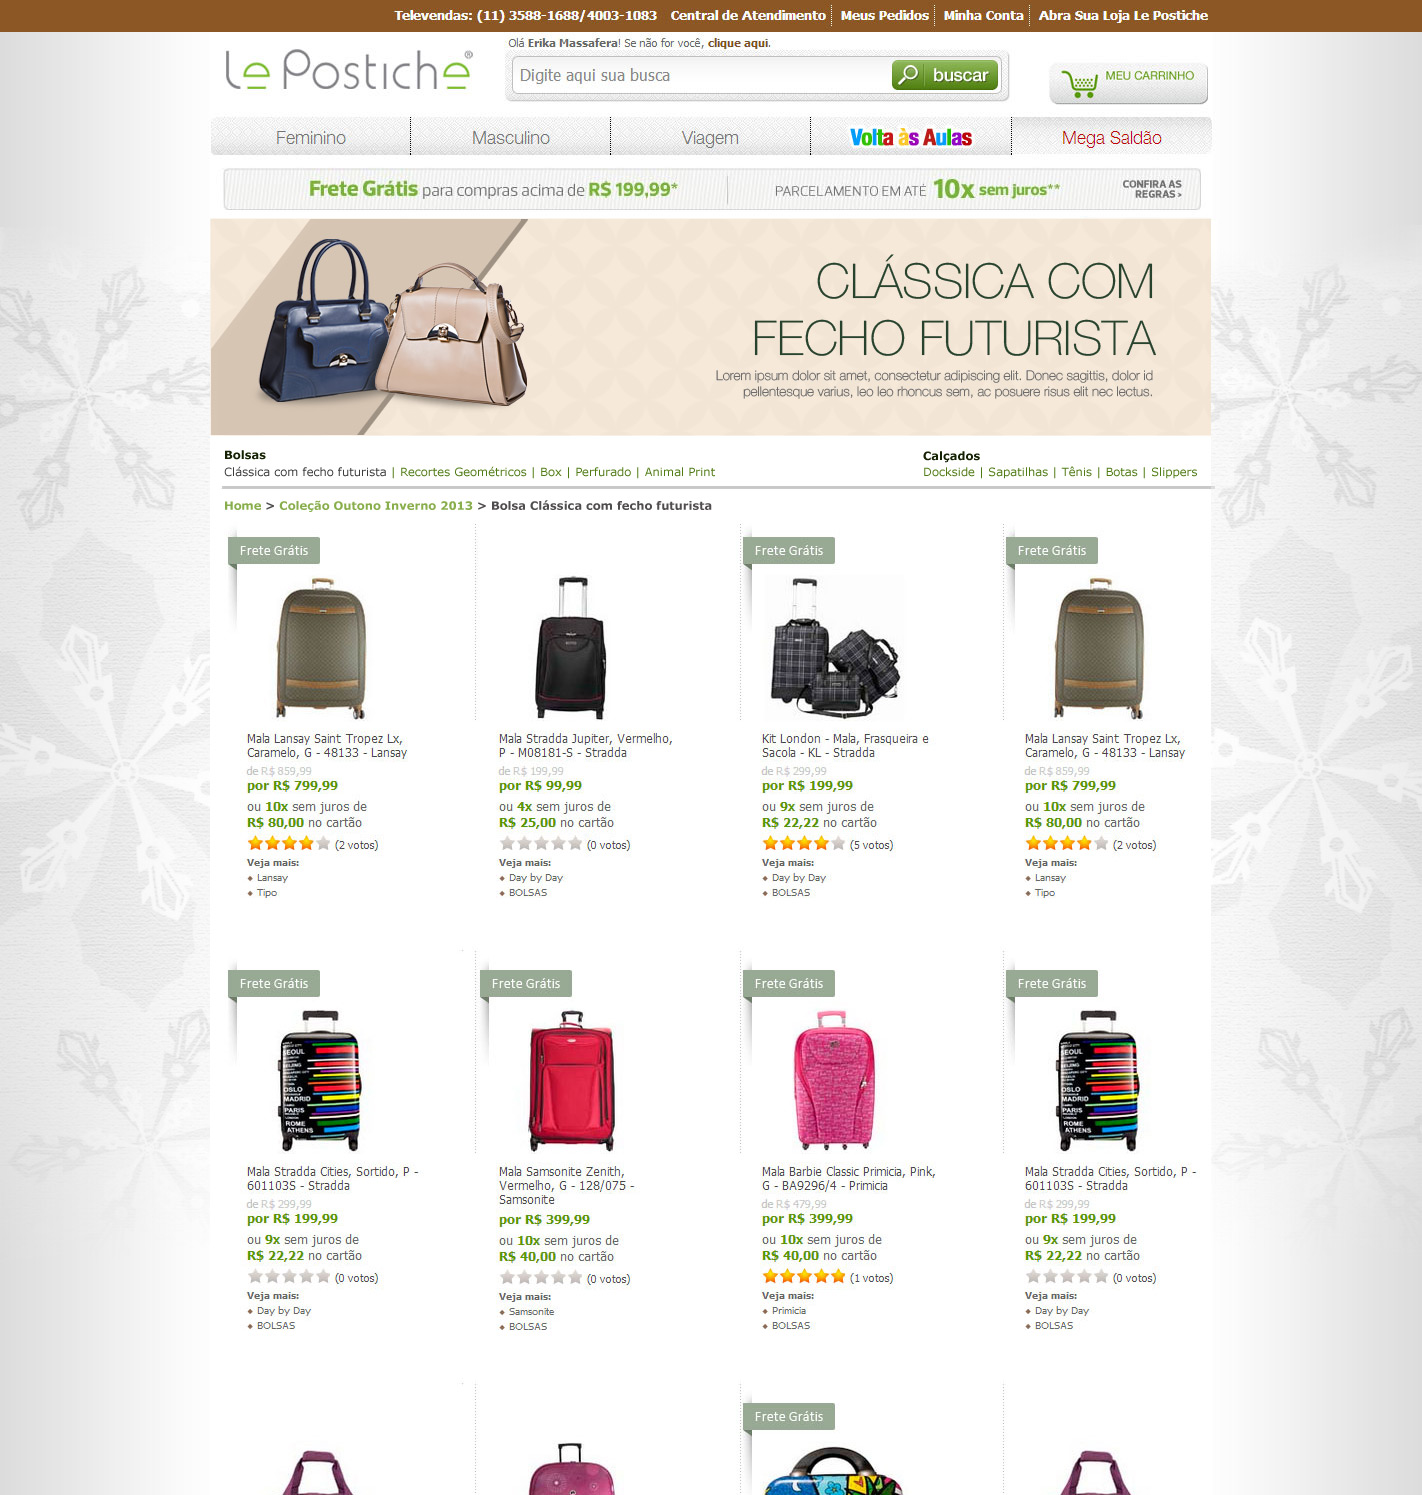 Televendas: (11) 3588-1688/4003-1083 Central de Atendimento Meus Pedidos Minha Conta Abra Sua Loja Le Postiche
Olá Erika Massafera! Se não for você, clique aqui.
Le Postiche®
Digite aqui sua busca
buscar
MEU CARRINHO
Feminino Masculino Viagem Volta às Aulas Mega Saldão
Frete Grátis para compras acima de R$ 199,99*
PARCELAMENTO EM ATÉ 10x sem juros**
CONFIRA AS
REGRAS >
CLÁSSICA COM
FECHO FUTURISTA
Lorem ipsum dolor sit amet, consectetur adipiscing elit. Donec sagittis, dolor id
pellentesque varius, leo leo rhoncus sem, ac posuere risus elit nec lectus.
Bolsas
Clássica com fecho futurista | Recortes Geométricos | Box | Perfurado | Animal Print
Calçados
Dockside | Sapatilhas | Tênis | Botas | Slippers
Home > Coleção Outono Inverno 2013 > Bolsa Clássica com fecho futurista
Frete Grátis
Mala Lansay Saint Tropez Lx,
Caramelo, G - 48133 - Lansay
de R$ 859,99
por R$ 799,99
ou 10x sem juros de
R$ 80,00 no cartão
(2 votos)
Veja mais:
Lansay
Tipo
Mala Stradda Jupiter, Vermelho,
P - M08181-S - Stradda
de R$ 199,99
por R$ 99,99
ou 4x sem juros de
R$ 25,00 no cartão
(0 votos)
Veja mais:
Day by Day
BOLSAS
Frete Grátis
Kit London - Mala, Frasqueira e
Sacola - KL - Stradda
de R$ 299,99
por R$ 199,99
ou 9x sem juros de
R$ 22,22 no cartão
(5 votos)
Veja mais:
Day by Day
BOLSAS
Frete Grátis
Mala Lansay Saint Tropez Lx,
Caramelo, G - 48133 - Lansay
de R$ 859,99
por R$ 799,99
ou 10x sem juros de
R$ 80,00 no cartão
(2 votos)
Veja mais:
Lansay
Tipo
Frete Grátis
SEOUL
BEIJING
OSLO
MADRID
PARIS
LONDON
ROME
ATHENS
Mala Stradda Cities, Sortido, P -
601103S - Stradda
de R$ 299,99
por R$ 199,99
ou 9x sem juros de
R$ 22,22 no cartão
(0 votos)
Veja mais:
Day by Day
BOLSAS
Frete Grátis
Mala Samsonite Zenith,
Vermelho, G - 128/075 -
Samsonite
por R$ 399,99
ou 10x sem juros de
R$ 40,00 no cartão
(0 votos)
Veja mais:
Samsonite
BOLSAS
Frete Grátis
Mala Barbie Classic Primicia, Pink,
G - BA9296/4 - Primicia
de R$ 479,99
por R$ 399,99
ou 10x sem juros de
R$ 40,00 no cartão
(1 votos)
Veja mais:
Primicia
BOLSAS
Frete Grátis
SEOUL
BEIJING
OSLO
MADRID
PARIS
LONDON
ROME
ATHENS
Mala Stradda Cities, Sortido, P -
601103S - Stradda
de R$ 299,99
por R$ 199,99
ou 9x sem juros de
R$ 22,22 no cartão
(0 votos)
Veja mais:
Day by Day
BOLSAS
Frete Grátis